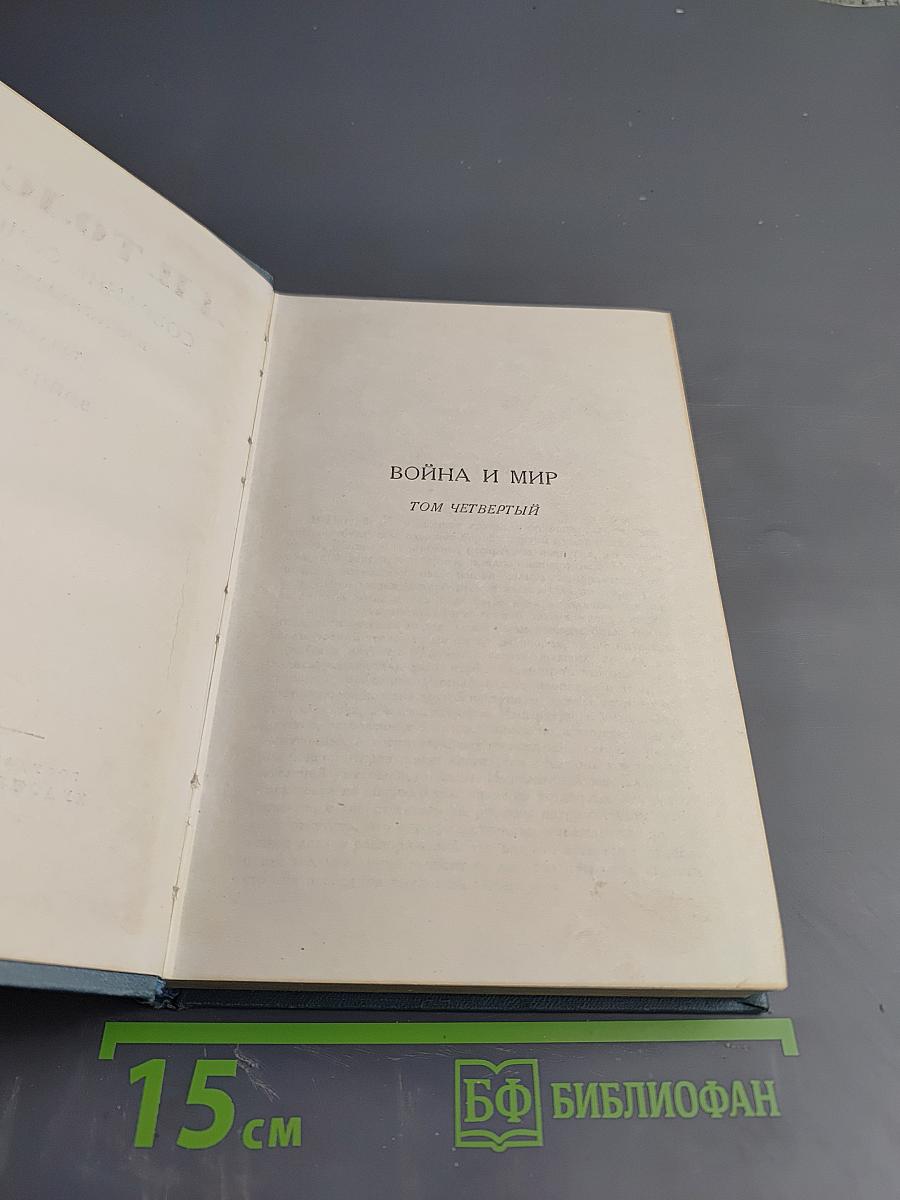 ВОЙНА И МИР
ТОМ ЧЕТВЕРТЫЙ
15 см
БФ БИБЛИОФАН